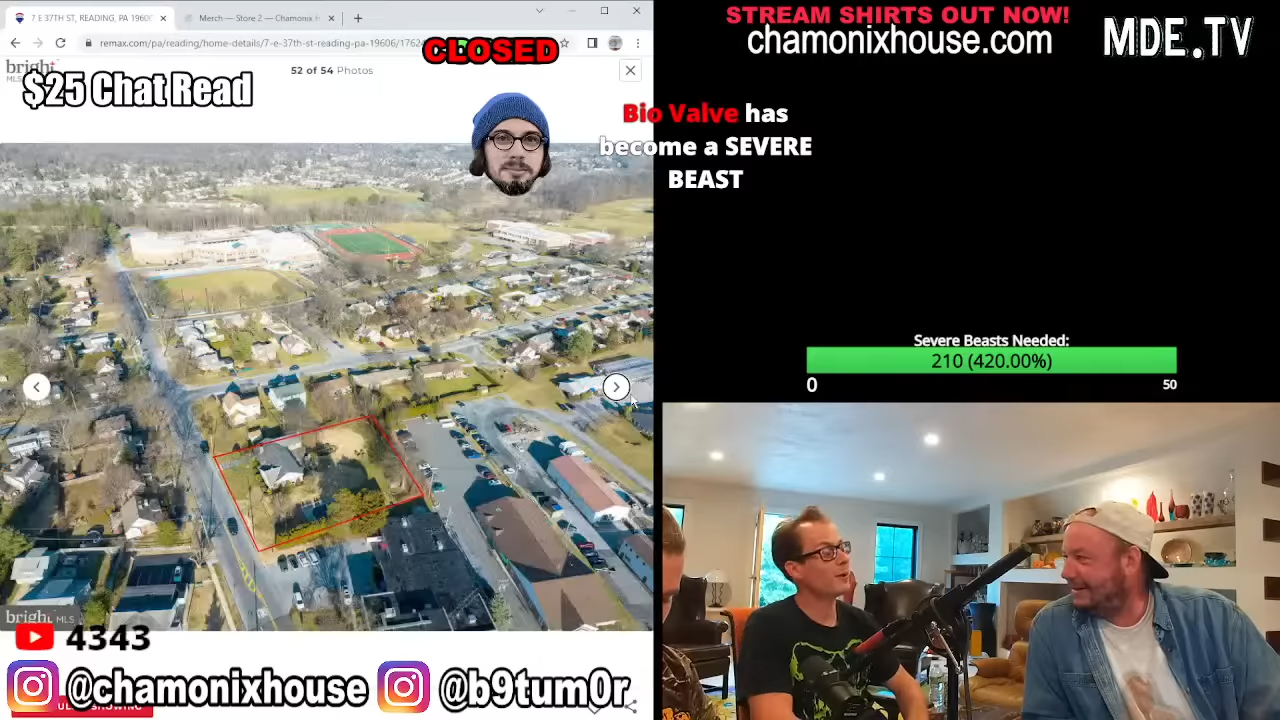 7 E 37TH ST, READING, PA 1960
Merch — Store 2 — Chamonix
remax.com/pa/reading/home-details/7-e-37th-st-reading-pa-19606/1762
CLOSED
bright
MLS
52 of 54 Photos
$25 Chat Read
STREAM SHIRTS OUT NOW!
chamonixhouse.com
MDE.TV
Bio Valve has
become a SEVERE
BEAST
Severe Beasts Needed:
210 (420.00%)
0
50
bright MLS
4343
@chamonixhouse
@b9tum0r